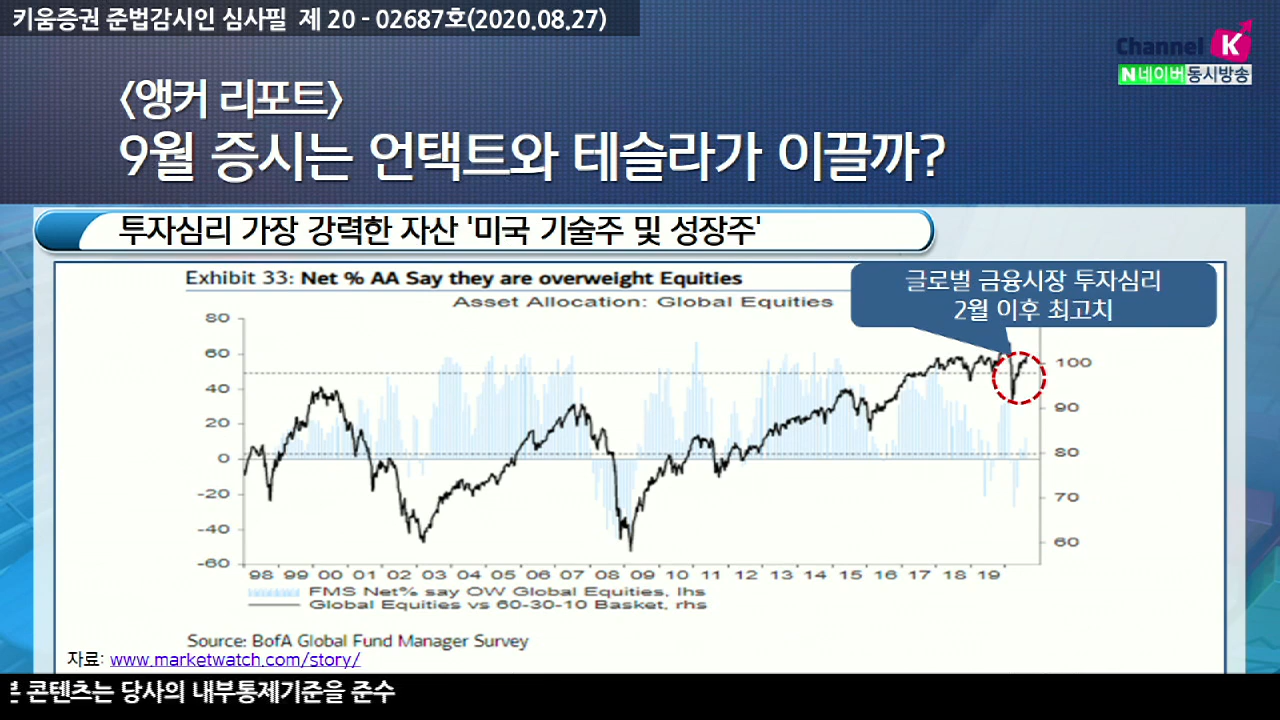 키움증권 준법감시인 심사필 제 20 - 02687호(2020.08.27)
Channel K
N 네이버 동시방송
<앵커 리포트>
9월 증시는 언택트와 테슬라가 이끌까?
투자심리 가장 강력한 자산 '미국 기술주 및 성장주'
Exhibit 33: Net % AA Say they are overweight Equities
글로벌 금융시장 투자심리
2월 이후 최고치
Asset Allocation: Global Equities
80
60
40
20
0
-20
-40
-60
100
90
80
70
60
98 99 00 01 02 03 04 05 06 07 08 09 10 11 12 13 14 15 16 17 18 19
FMS Net% say OW Global Equities, lhs
Global Equities vs 60-30-10 Basket, rhs
Source: BofA Global Fund Manager Survey
자료: www.marketwatch.com/story/
콘텐츠는 당사의 내부통제기준을 준수